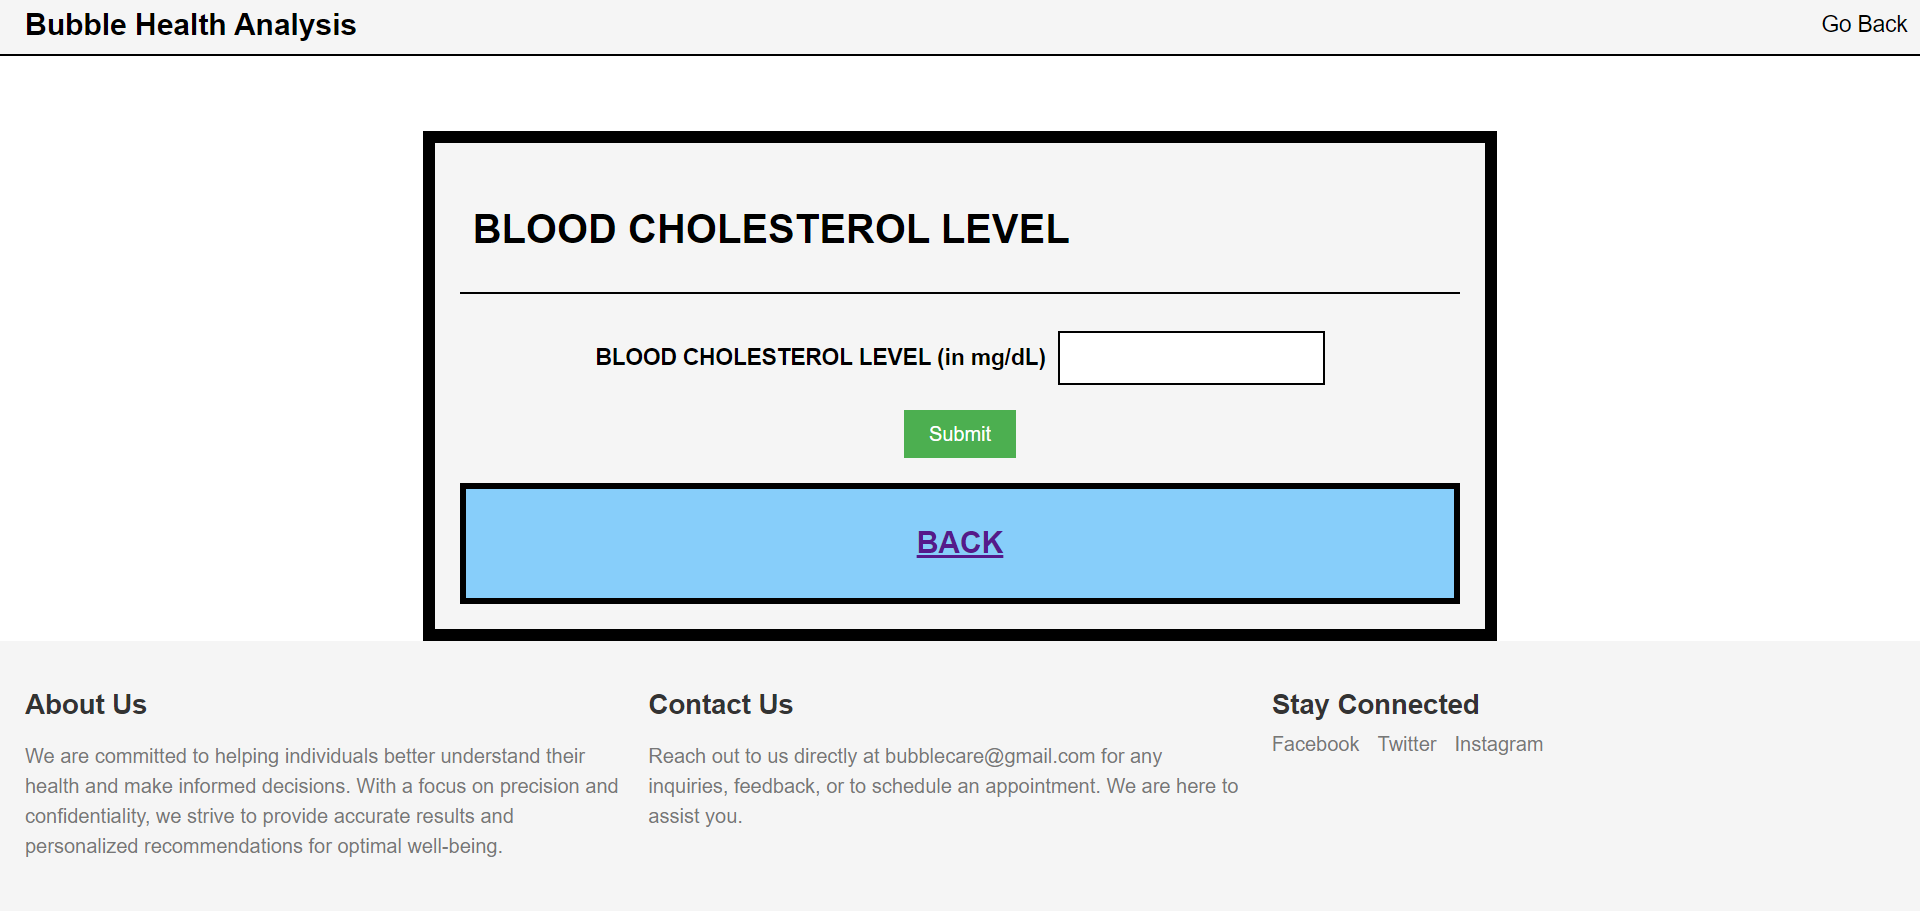 Bubble Health Analysis
Go Back
BLOOD CHOLESTEROL LEVEL
BLOOD CHOLESTEROL LEVEL (in mg/dL)
Submit
BACK
About Us
We are committed to helping individuals better understand their
health and make informed decisions. With a focus on precision and
confidentiality, we strive to provide accurate results and
personalized recommendations for optimal well-being.
Contact Us
Reach out to us directly at bubblecare@gmail.com for any
inquiries, feedback, or to schedule an appointment. We are here to
assist you.
Stay Connected
Facebook Twitter Instagram